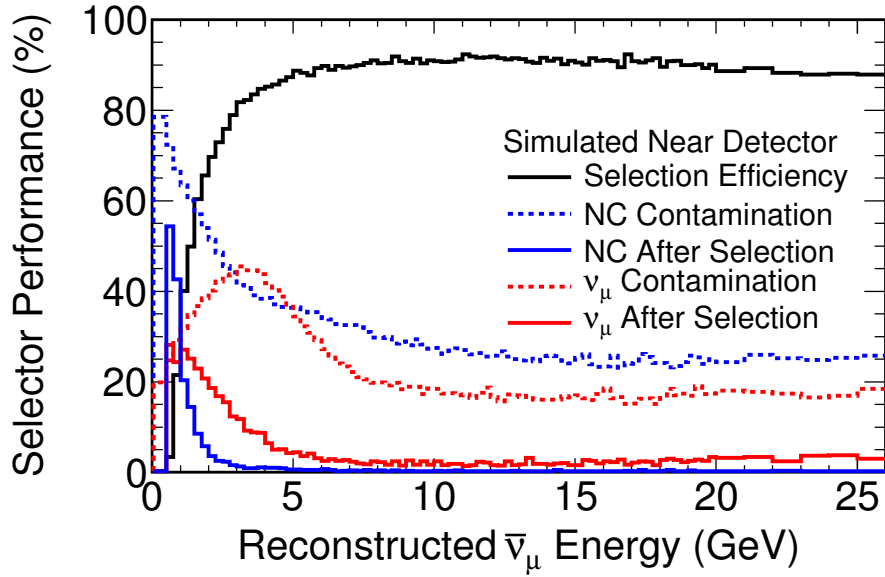 Selector Performance (%)
100
80
60
40
20
0
Simulated Near Detector
Selection Efficiency
NC Contamination
NC After Selection
νμ Contamination
νμ After Selection
0 5 10 15 20 25
Reconstructed ν̅μ Energy (GeV)